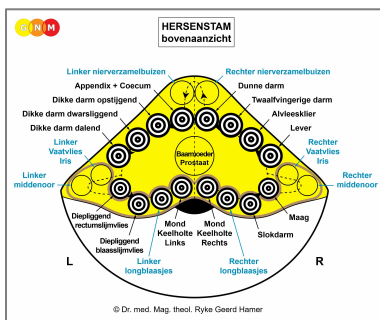 GNM
HERSENSTAM
bovenaanzicht
Linker nierverzamelbuizen
Rechter nierverzamelbuizen
Appendix + Coecum
Dunne darm
Dikke darm opstijgend
Twaalfvingerige darm
Dikke darm dwarsliggend
Alvleesklier
Dikke darm dalend
Lever
Linker
Vaatvlies
Iris
Rechter
Vaatvlies
Iris
Baarmoeder
Prostaat
Linker
middenoor
Rechter
middenoor
Diepliggend
rectumslijmvlies
Mond
Keelholte
Links
Mond
Keelholte
Rechts
Maag
Slokdarm
Diepliggend
blaasslijmvlies
Linker
longblaasjes
Rechter
longblaasjes
L
R
© Dr. med. Mag. theol. Ryke Geerd Hamer